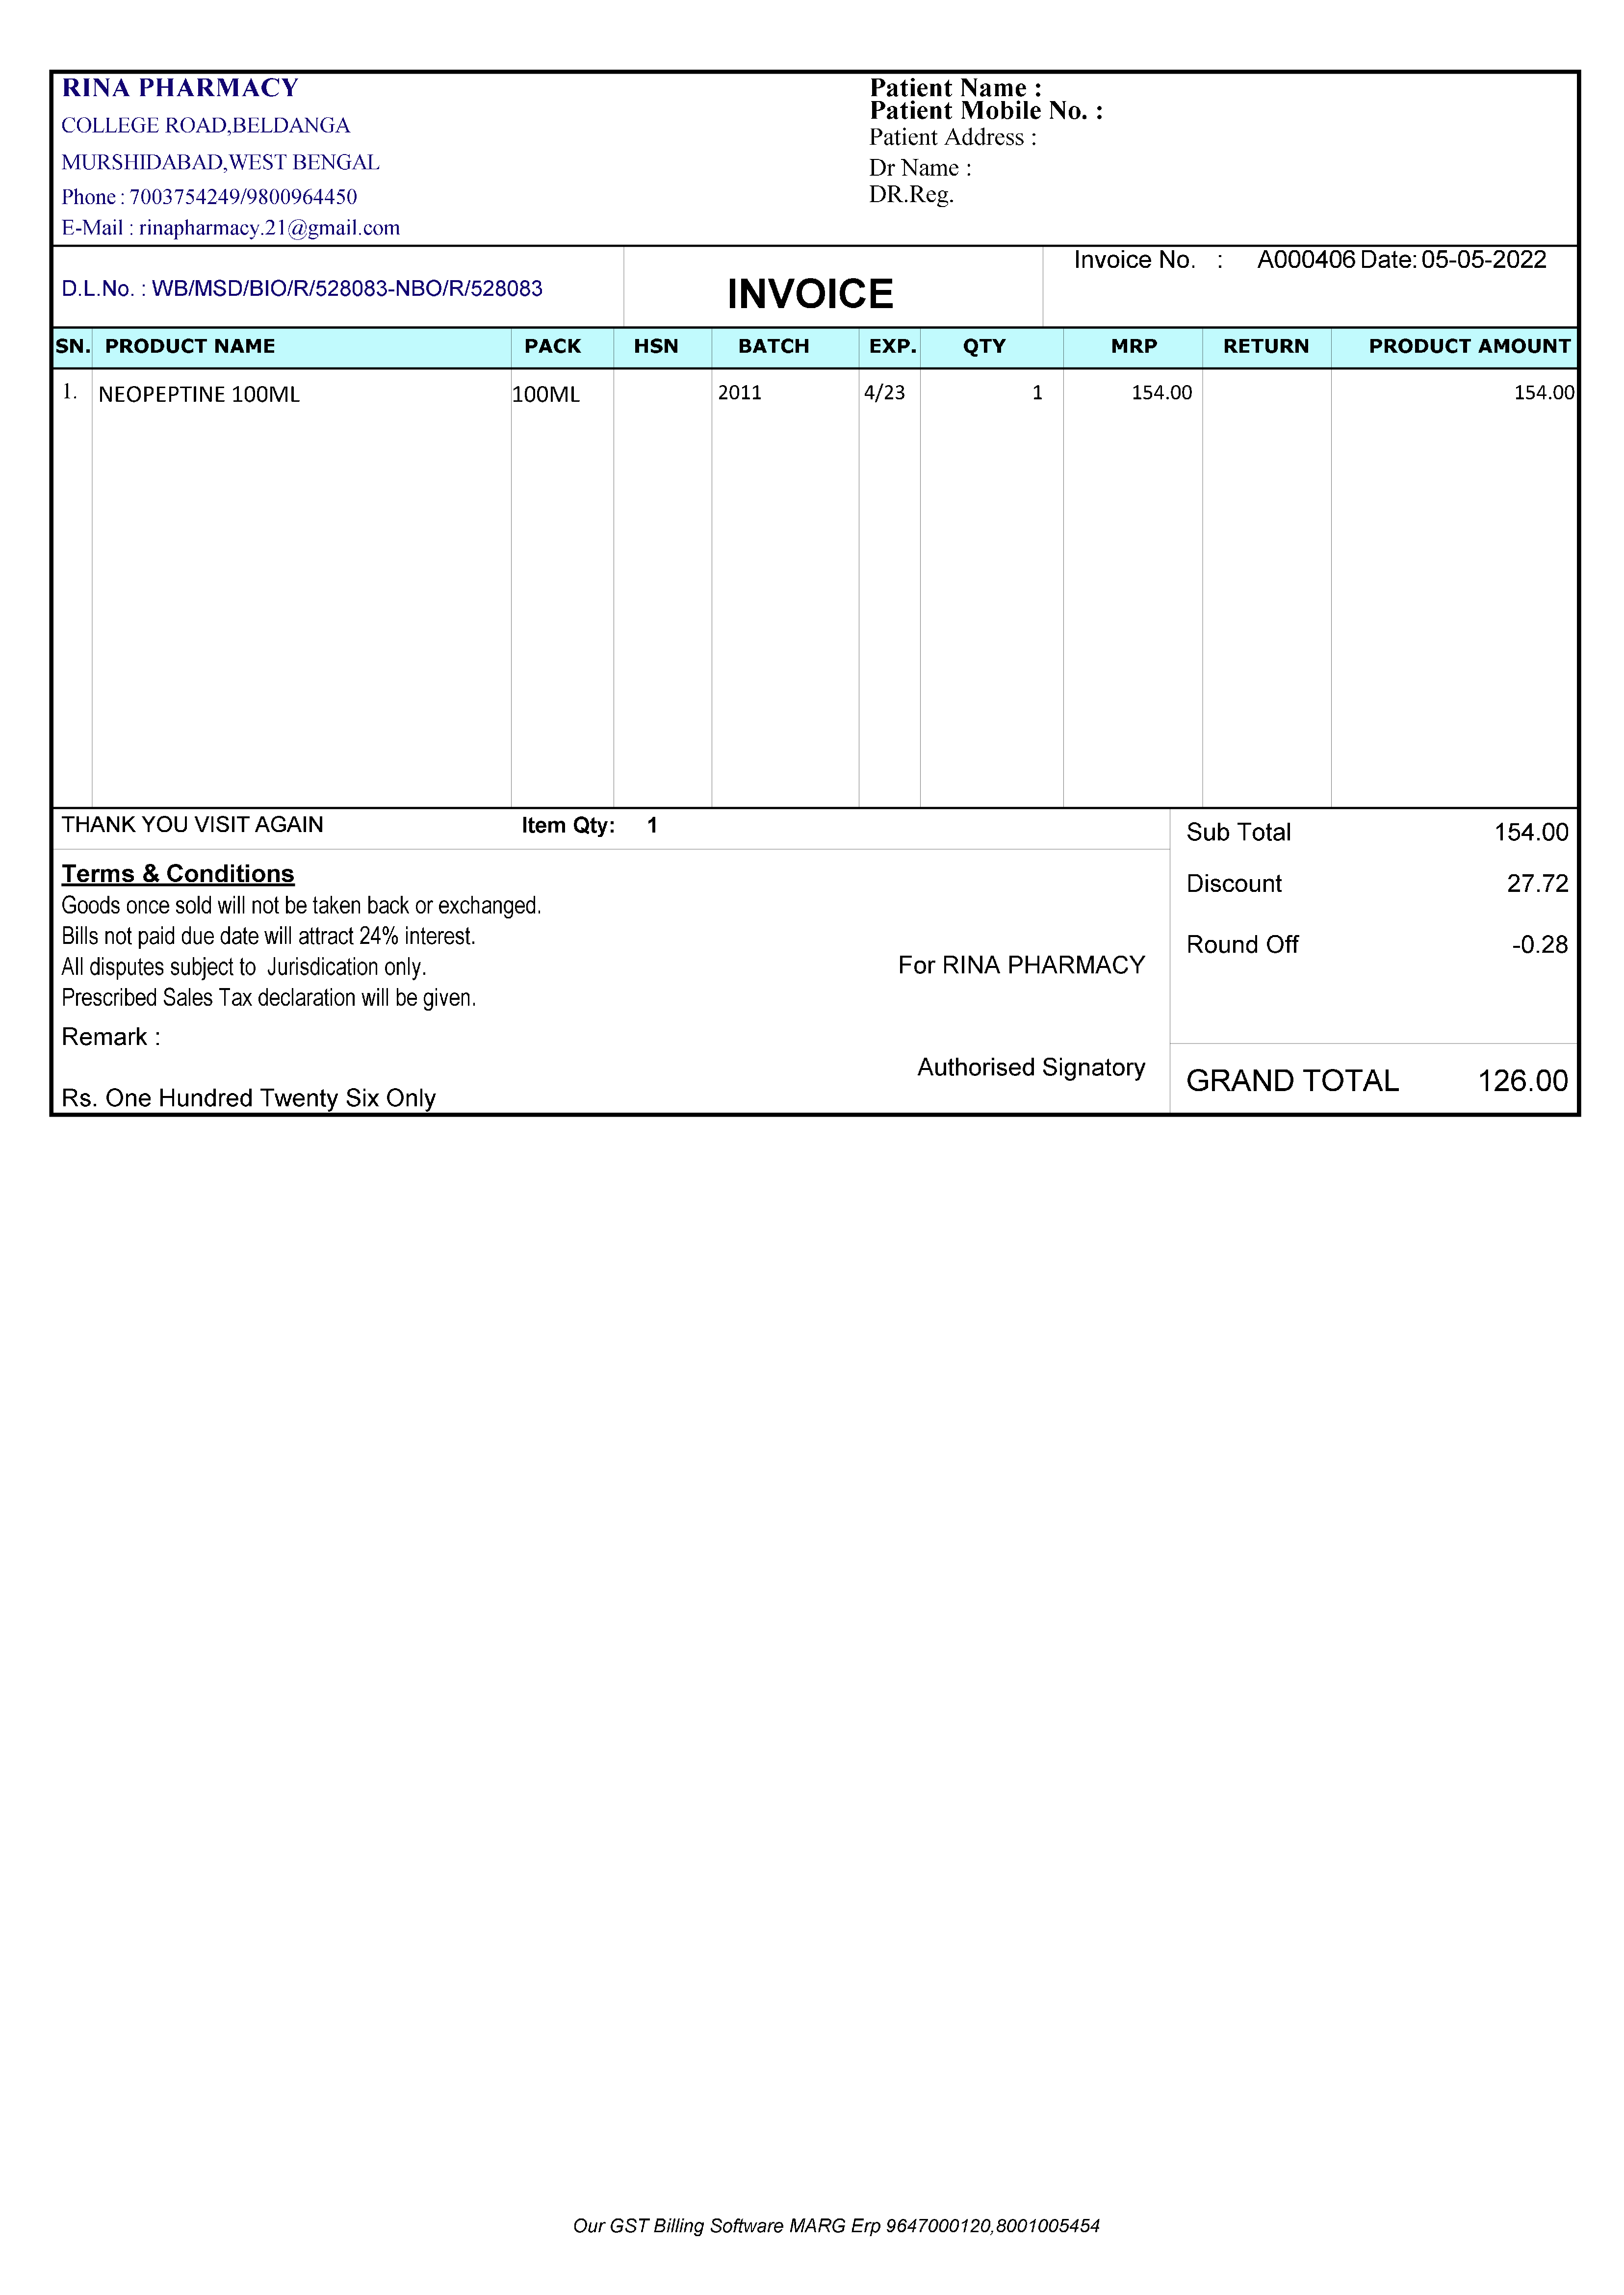 RINA PHARMACY
COLLEGE ROAD,BELDANGA
MURSHIDABAD,WEST BENGAL
Phone : 7003754249/9800964450
E-Mail : rinapharmacy.21@gmail.com
Patient Name :
Patient Mobile No. :
Patient Address :
Dr Name :
DR.Reg.
D.L.No. : WB/MSD/BIO/R/528083-NBO/R/528083
INVOICE
Invoice No. : A000406 Date: 05-05-2022
SN. PRODUCT NAME PACK HSN BATCH EXP. QTY MRP RETURN PRODUCT AMOUNT
1. NEOPEPTINE 100ML 100ML 2011 4/23 1 154.00 154.00
THANK YOU VISIT AGAIN Item Qty: 1
Terms & Conditions
Goods once sold will not be taken back or exchanged.
Bills not paid due date will attract 24% interest.
All disputes subject to Jurisdication only.
Prescribed Sales Tax declaration will be given.
Remark :
Rs. One Hundred Twenty Six Only
For RINA PHARMACY
Authorised Signatory
Sub Total 154.00
Discount 27.72
Round Off -0.28
GRAND TOTAL 126.00
Our GST Billing Software MARG Erp 9647000120,8001005454